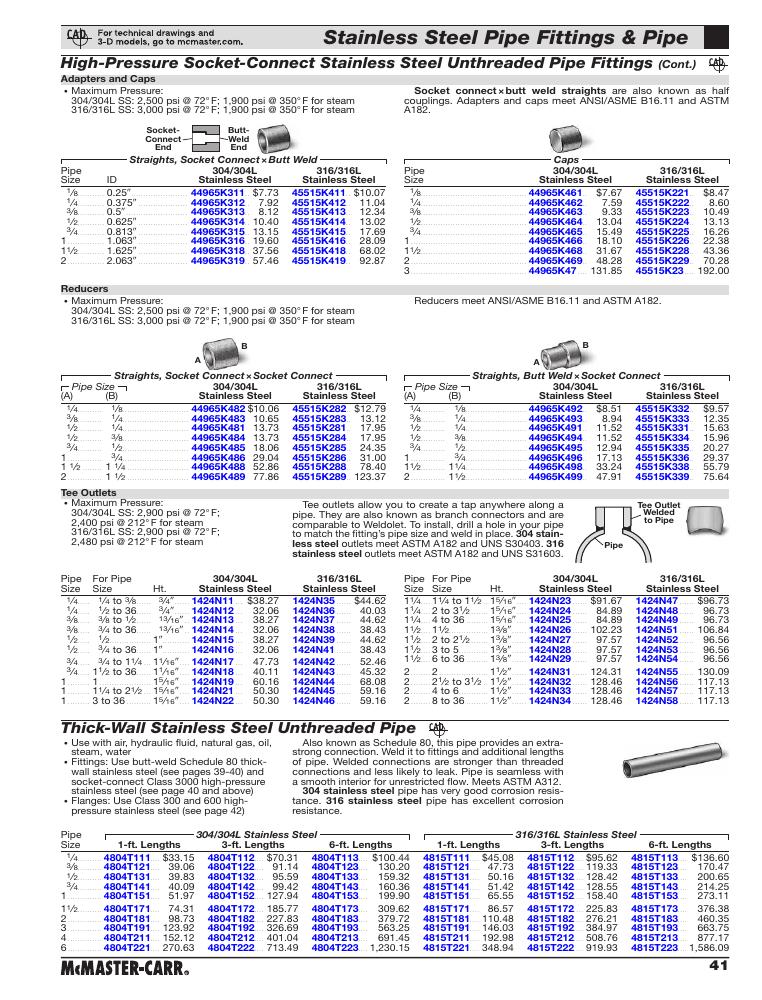 For technical drawings and
3-D models, go to mcmaster.com.
Stainless Steel Pipe Fittings & Pipe
High-Pressure Socket-Connect Stainless Steel Unthreaded Pipe Fittings (Cont.)
Adapters and Caps
• Maximum Pressure:
304/304L SS: 2,500 psi @ 72° F; 1,900 psi @ 350° F for steam
316/316L SS: 3,000 psi @ 72° F; 1,900 psi @ 350° F for steam
Socket connect × butt weld straights are also known as half
couplings. Adapters and caps meet ANSI/ASME B16.11 and ASTM
A182.
Socket-Connect End
Butt-Weld End
Straights, Socket Connect × Butt Weld
Pipe Size ID 304/304L Stainless Steel 316/316L Stainless Steel
1/8 0.25" 44965K311 $7.73 45515K411 $10.07
1/4 0.375" 44965K312 7.92 45515K412 11.04
3/8 0.5" 44965K313 8.12 45515K413 12.34
1/2 0.625" 44965K314 10.40 45515K414 13.02
3/4 0.813" 44965K315 13.15 45515K415 17.69
1 1.063" 44965K316 19.60 45515K416 28.09
1 1/2 1.625" 44965K318 37.56 45515K418 68.02
2 2.063" 44965K319 57.46 45515K419 92.87
Caps
Pipe Size 304/304L Stainless Steel 316/316L Stainless Steel
1/8 44965K461 $7.67 45515K221 $8.47
1/4 44965K462 7.59 45515K222 8.60
3/8 44965K463 9.33 45515K223 10.49
1/2 44965K464 13.04 45515K224 13.13
3/4 44965K465 15.49 45515K225 16.26
1 44965K466 18.10 45515K226 22.38
1 1/2 44965K468 31.67 45515K228 43.36
2 44965K469 48.28 45515K229 70.28
3 44965K47 131.85 45515K23 192.00
Reducers
• Maximum Pressure:
304/304L SS: 2,500 psi @ 72° F; 1,900 psi @ 350° F for steam
316/316L SS: 3,000 psi @ 72° F; 1,900 psi @ 350° F for steam
Reducers meet ANSI/ASME B16.11 and ASTM A182.
A B
A B
Straights, Socket Connect × Socket Connect
Pipe Size (A) (B) 304/304L Stainless Steel 316/316L Stainless Steel
1/4 1/8 44965K482 $10.06 45515K282 $12.79
3/8 1/4 44965K483 10.65 45515K283 13.12
1/2 1/4 44965K481 13.73 45515K281 17.95
1/2 3/8 44965K484 13.73 45515K284 17.95
3/4 1/2 44965K485 18.06 45515K285 24.35
1 3/4 44965K486 29.04 45515K286 31.00
1 1/2 1 1/4 44965K488 52.86 45515K288 78.40
2 1 1/2 44965K489 77.86 45515K289 123.37
Straights, Butt Weld × Socket Connect
Pipe Size (A) (B) 304/304L Stainless Steel 316/316L Stainless Steel
1/4 1/8 44965K492 $8.51 45515K332 $9.57
3/8 1/4 44965K493 8.94 45515K333 12.35
1/2 1/4 44965K491 11.52 45515K331 15.63
1/2 3/8 44965K494 11.52 45515K334 15.96
3/4 1/2 44965K495 12.94 45515K335 20.27
1 3/4 44965K496 17.13 45515K336 29.37
1 1/2 1 1/4 44965K498 33.24 45515K338 55.79
2 1 1/2 44965K499 47.91 45515K339 75.64
Tee Outlets
• Maximum Pressure:
304/304L SS: 2,900 psi @ 72° F;
2,400 psi @ 212° F for steam
316/316L SS: 2,900 psi @ 72° F;
2,480 psi @ 212° F for steam
Tee outlets allow you to create a tap anywhere along a
pipe. They are also known as branch connectors and are
comparable to Weldolet. To install, drill a hole in your pipe
to match the fitting's pipe size and weld in place. 304 stain-
less steel outlets meet ASTM A182 and UNS S30403. 316
stainless steel outlets meet ASTM A182 and UNS S31603.
Tee Outlet
Welded
to Pipe
Pipe
Pipe Size For Pipe Size Ht. 304/304L Stainless Steel 316/316L Stainless Steel
1/4 1/4 to 3/8 3/4" 1424N11 $38.27 1424N35 $44.62
1/4 1/2 to 36 3/4" 1424N12 32.06 1424N36 40.03
3/8 3/8 to 1/2 13/16" 1424N13 38.27 1424N37 44.62
3/8 3/4 to 36 13/16" 1424N14 32.06 1424N38 38.43
1/2 1/2 1" 1424N15 38.27 1424N39 44.62
1/2 3/4 to 36 1" 1424N16 32.06 1424N41 38.43
3/4 3/4 to 1 1/4 1 1/16" 1424N17 47.73 1424N42 52.46
3/4 1 1/2 to 36 1 1/16" 1424N18 40.11 1424N43 45.32
1 1 1 5/16" 1424N19 60.16 1424N44 68.08
1 1 1/4 to 2 1/2 1 5/16" 1424N21 50.30 1424N45 59.16
1 3 to 36 1 5/16" 1424N22 50.30 1424N46 59.16
Pipe Size For Pipe Size Ht. 304/304L Stainless Steel 316/316L Stainless Steel
1 1/4 1 1/4 to 1 1/2 1 5/16" 1424N23 $91.67 1424N47 $96.73
1 1/4 2 to 3 1/2 1 5/16" 1424N24 84.89 1424N48 96.73
1 1/4 4 to 36 1 5/16" 1424N25 84.89 1424N49 96.73
1 1/2 1 1/2 1 3/8" 1424N26 102.23 1424N51 106.84
1 1/2 2 to 2 1/2 1 3/8" 1424N27 97.57 1424N52 96.56
1 1/2 3 to 5 1 3/8" 1424N28 97.57 1424N53 96.56
1 1/2 6 to 36 1 3/8" 1424N29 97.57 1424N54 96.56
2 2 1 1/2" 1424N31 124.31 1424N55 130.09
2 2 1/2 to 3 1/2 1 1/2" 1424N32 128.46 1424N56 117.13
2 4 to 6 1 1/2" 1424N33 128.46 1424N57 117.13
2 8 to 36 1 1/2" 1424N34 128.46 1424N58 117.13
Thick-Wall Stainless Steel Unthreaded Pipe
• Use with air, hydraulic fluid, natural gas, oil,
steam, water
• Fittings: Use butt-weld Schedule 80 thick-
wall stainless steel (see pages 39-40) and
socket-connect Class 3000 high-pressure
stainless steel (see page 40 and above)
• Flanges: Use Class 300 and 600 high-
pressure stainless steel (see page 42)
Also known as Schedule 80, this pipe provides an extra-
strong connection. Weld it to fittings and additional lengths
of pipe. Welded connections are stronger than threaded
connections and less likely to leak. Pipe is seamless with
a smooth interior for unrestricted flow. Meets ASTM A312.
304 stainless steel pipe has very good corrosion resis-
tance. 316 stainless steel pipe has excellent corrosion
resistance.
304/304L Stainless Steel 316/316L Stainless Steel
Pipe Size 1-ft. Lengths 3-ft. Lengths 6-ft. Lengths 1-ft. Lengths 3-ft. Lengths 6-ft. Lengths
1/4 4804T111 $33.15 4804T112 $70.31 4804T113 $100.44 4815T111 $45.08 4815T112 $95.62 4815T113 $136.60
3/8 4804T121 39.06 4804T122 91.14 4804T123 130.20 4815T121 47.73 4815T122 119.33 4815T123 170.47
1/2 4804T131 39.83 4804T132 95.59 4804T133 159.32 4815T131 50.16 4815T132 128.42 4815T133 200.65
3/4 4804T141 40.09 4804T142 99.42 4804T143 160.36 4815T141 51.42 4815T142 128.55 4815T143 214.25
1 4804T151 51.97 4804T152 127.94 4804T153 199.90 4815T151 65.55 4815T152 158.40 4815T153 273.11
1 1/2 4804T171 74.31 4804T172 185.77 4804T173 309.62 4815T171 86.57 4815T172 225.83 4815T173 376.38
2 4804T181 98.73 4804T182 227.83 4804T183 379.72 4815T181 110.48 4815T182 276.21 4815T183 460.35
3 4804T191 123.92 4804T192 326.69 4804T193 563.25 4815T191 146.03 4815T192 384.97 4815T193 663.75
4 4804T211 152.12 4804T212 401.04 4804T213 691.45 4815T211 192.98 4815T212 508.76 4815T213 877.17
6 4804T221 270.63 4804T222 713.49 4804T223 1,230.15 4815T221 348.94 4815T222 919.93 4815T223 1,586.09
McMASTER-CARR®
41